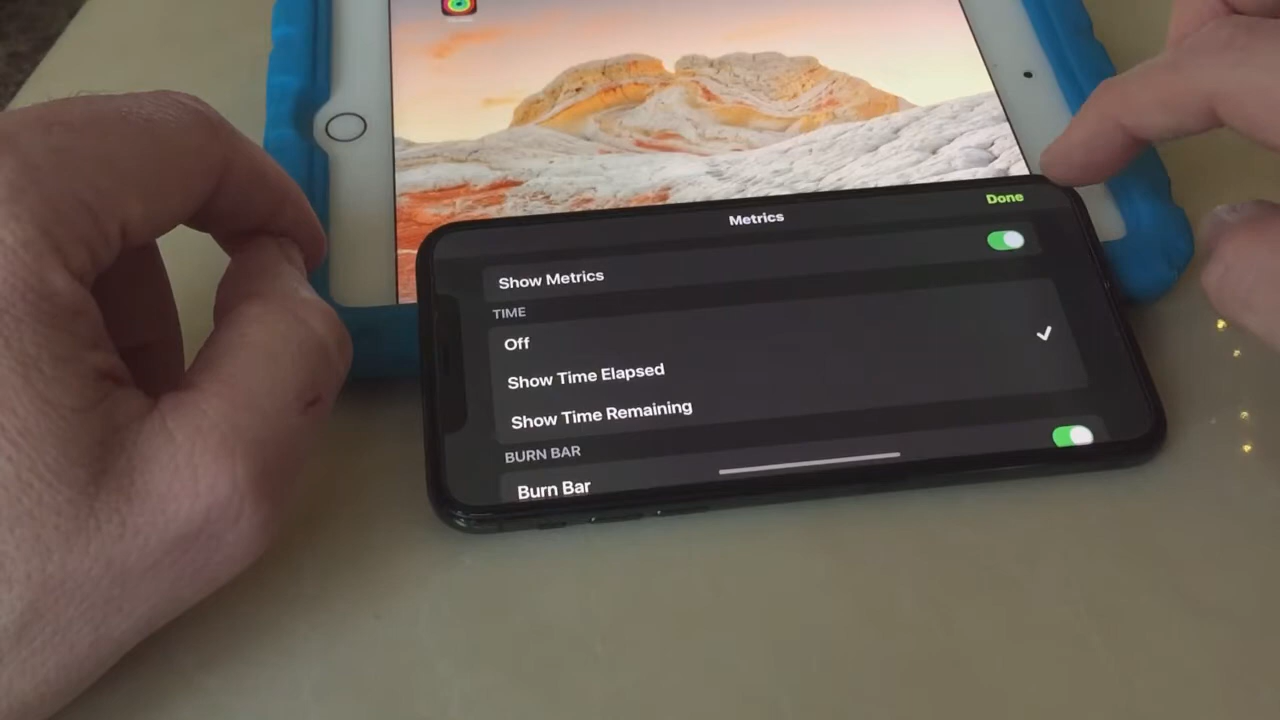 Metrics
Done
Show Metrics
TIME
Off
Show Time Elapsed
Show Time Remaining
BURN BAR
Burn Bar